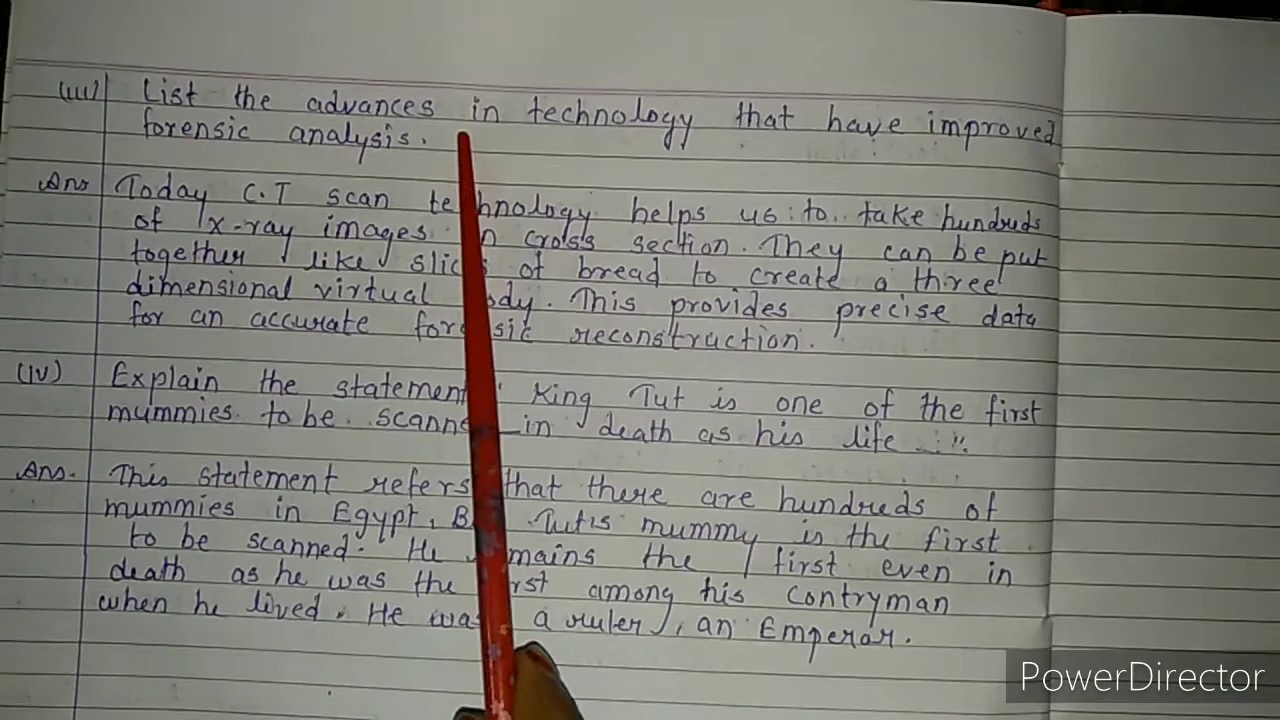 (iii) List the advances in technology that have improved
forensic analysis.
Ans Today C.T scan te hnology helps us to take hundreds
of X-ray images n cross section. They can be put
together like slic s of bread to create a three
dimensional virtual ody. This provides precise data
for an accurate for sic reconstruction.
(iv) Explain the statement " King Tut is one of the first
mummies to be scanne in death as his life ..."
Ans. This statement refers that there are hundreds of
mummies in Egypt, B Tut's mummy is the first
to be scanned. He mains the first even in
death as he was the rst among his contryman
when he lived. He was a ruler, an Emperar.
PowerDirector